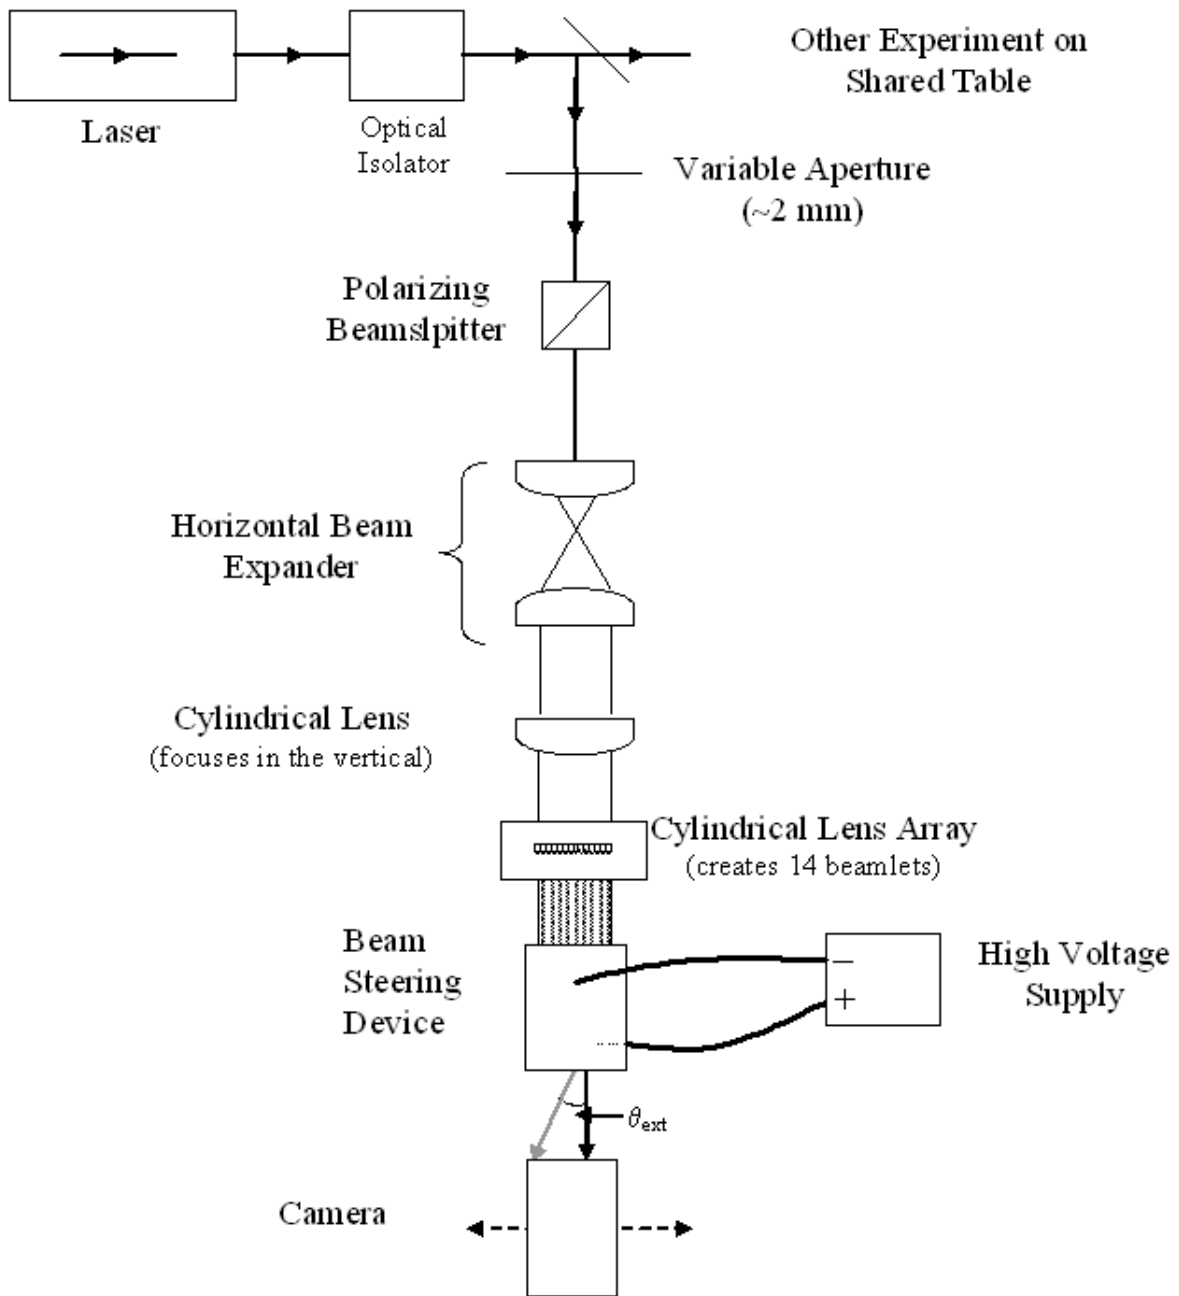 Other Experiment on
Shared Table
Laser
Optical
Isolator
Variable Aperture
(~2 mm)
Polarizing
Beamslpitter
Horizontal Beam
Expander
Cylindrical Lens
(focuses in the vertical)
Cylindrical Lens Array
(creates 14 beamlets)
Beam
Steering
Device
−
+
High Voltage
Supply
θext
Camera